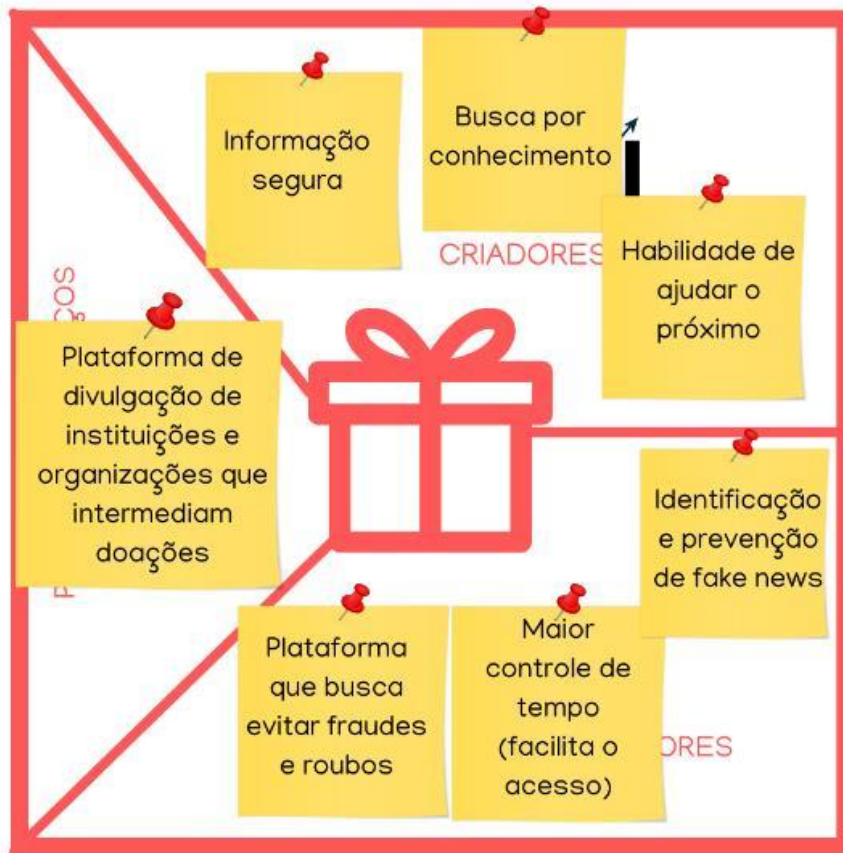 Busca por
conhecimento
Informação
segura
CRIADORES
Habilidade de
ajudar o
próximo
Plataforma de
divulgação de
instituições e
organizações que
intermediam
doações
Identificação
e prevenção
de fake news
Plataforma
que busca
evitar fraudes
e roubos
Maior
controle de
tempo
(facilita o
acesso)